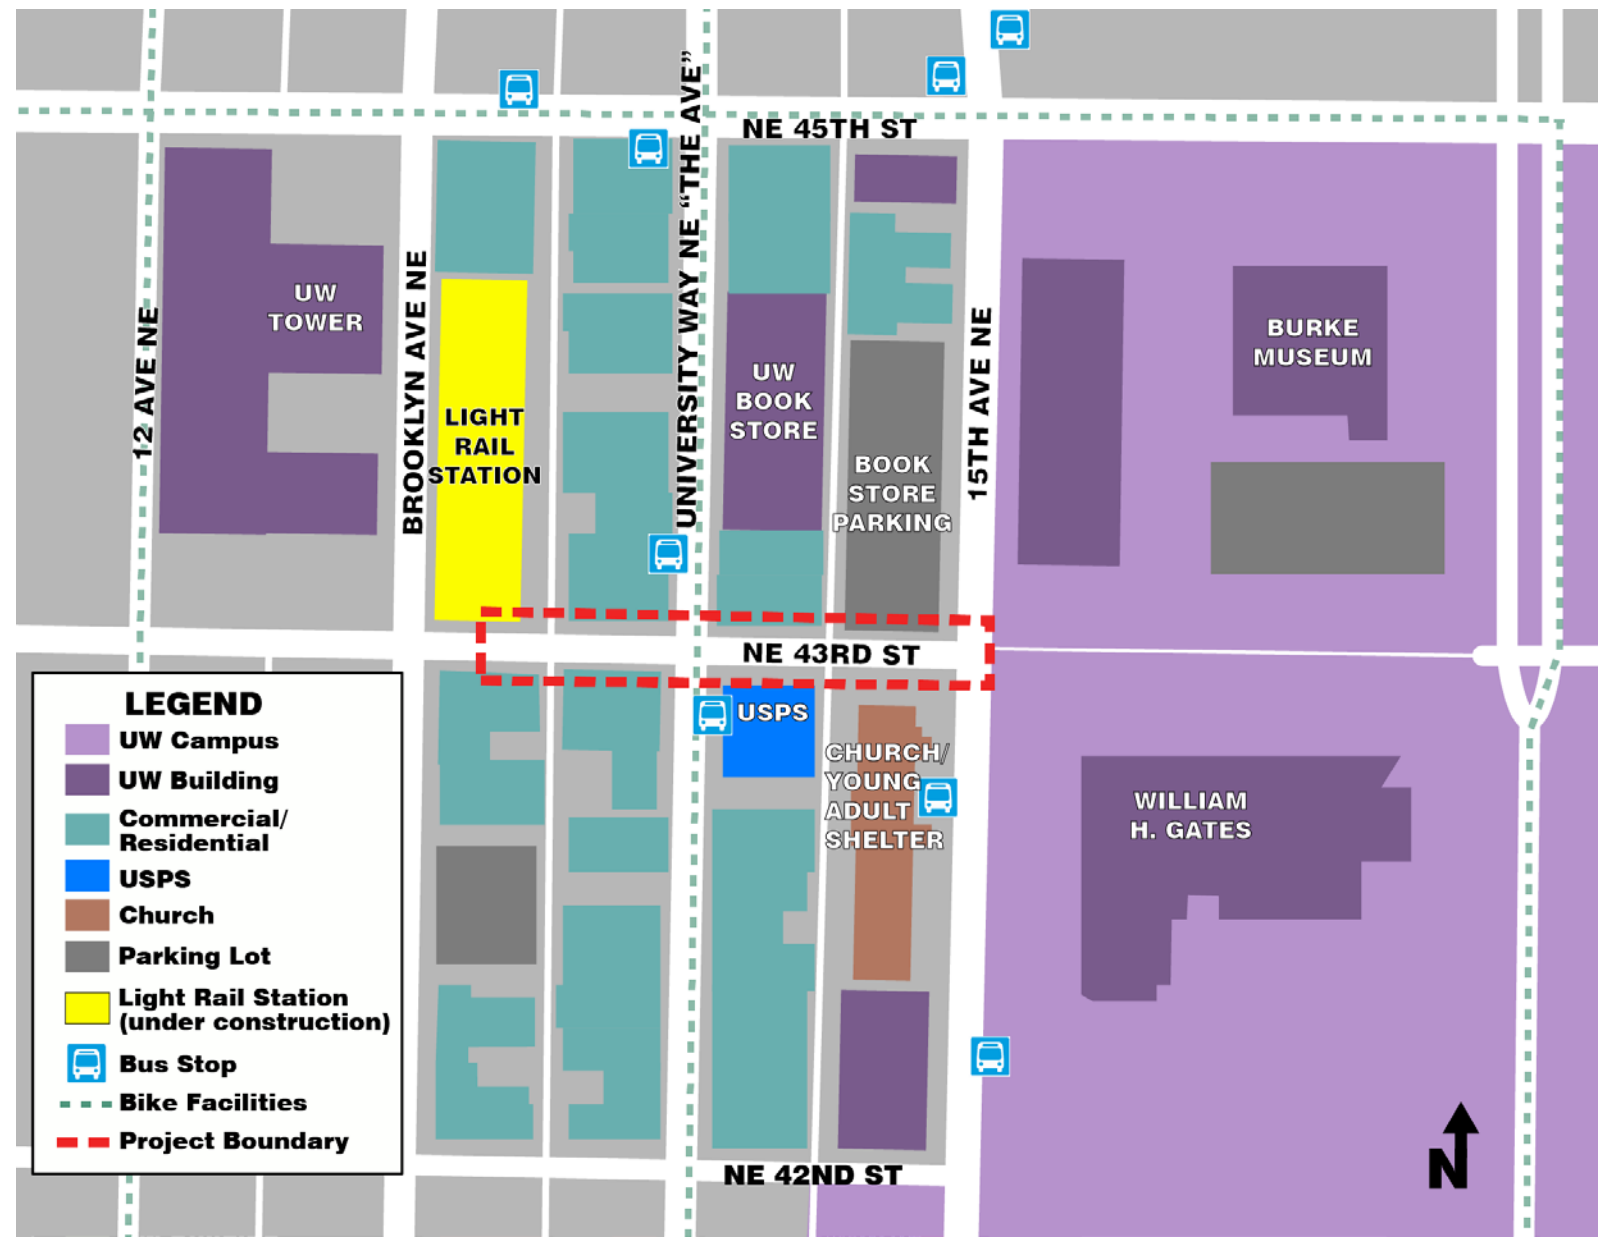 NE 45TH ST
UNIVERSITY WAY NE “THE AVE”
12 AVE NE
BROOKLYN AVE NE
15TH AVE NE
UW
TOWER
LIGHT
RAIL
STATION
UW
BOOK
STORE
BOOK
STORE
PARKING
BURKE
MUSEUM
NE 43RD ST
USPS
CHURCH/
YOUNG
ADULT
SHELTER
WILLIAM
H. GATES
NE 42ND ST
N
LEGEND
UW Campus
UW Building
Commercial/
Residential
USPS
Church
Parking Lot
Light Rail Station
(under construction)
Bus Stop
Bike Facilities
Project Boundary